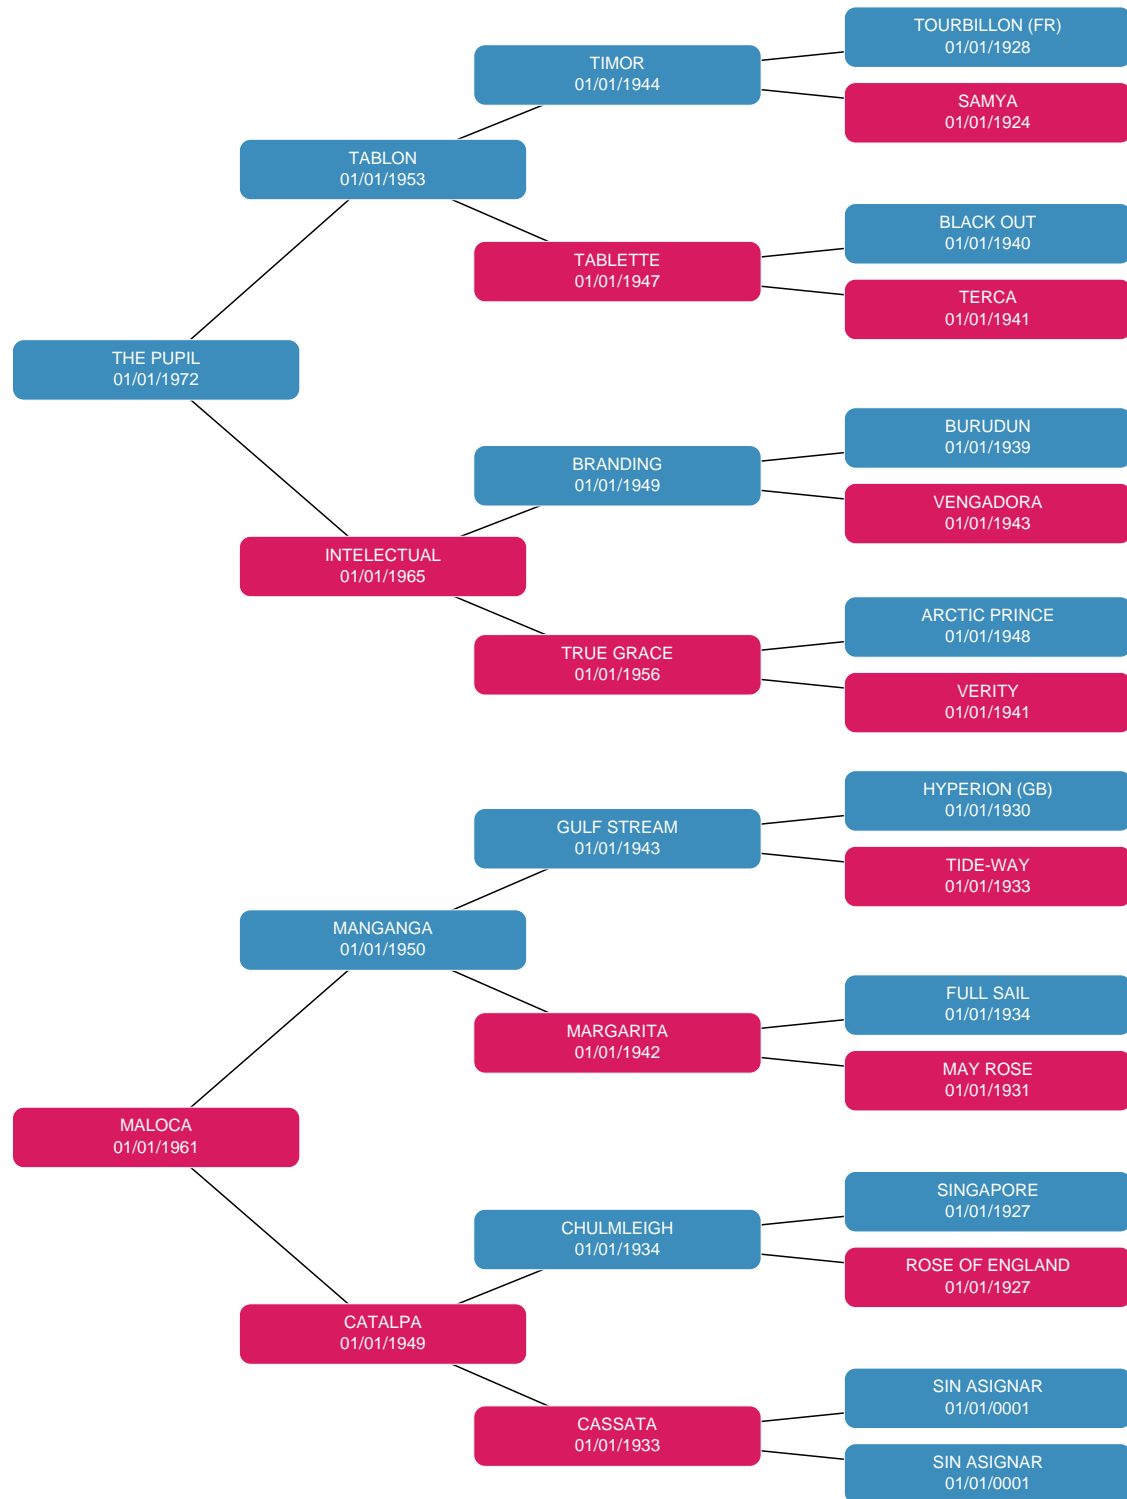 TOURBILLON (FR)
01/01/1928
TIMOR
01/01/1944
SAMYA
01/01/1924
TABLON
01/01/1953
BLACK OUT
01/01/1940
TABLETTE
01/01/1947
TERCA
01/01/1941
THE PUPIL
01/01/1972
BURUDUN
01/01/1939
BRANDING
01/01/1949
VENGADORA
01/01/1943
INTELECTUAL
01/01/1965
ARCTIC PRINCE
01/01/1948
TRUE GRACE
01/01/1956
VERITY
01/01/1941
HYPERION (GB)
01/01/1930
GULF STREAM
01/01/1943
TIDE-WAY
01/01/1933
MANGANGA
01/01/1950
FULL SAIL
01/01/1934
MARGARITA
01/01/1942
MAY ROSE
01/01/1931
MALOCA
01/01/1961
SINGAPORE
01/01/1927
CHULMLEIGH
01/01/1934
ROSE OF ENGLAND
01/01/1927
CATALPA
01/01/1949
SIN ASIGNAR
01/01/0001
CASSATA
01/01/1933
SIN ASIGNAR
01/01/0001